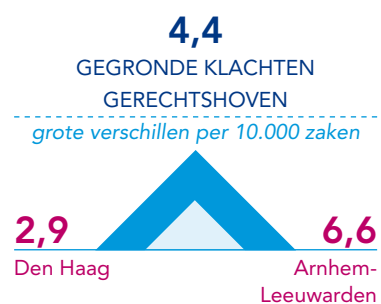 4,4
GEGRONDE KLACHTEN
GERECHTSHOVEN
grote verschillen per 10.000 zaken
2,9
Den Haag
6,6
Arnhem-
Leeuwarden